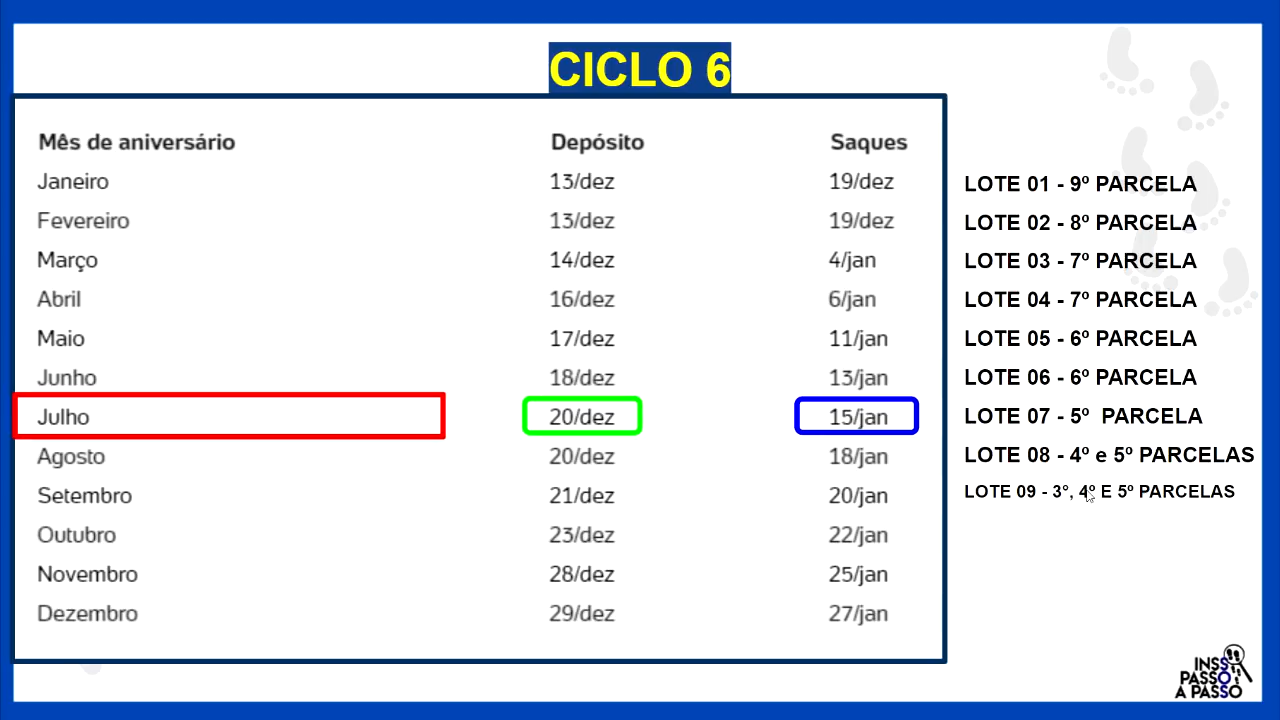 CICLO 6
Mês de aniversário Depósito Saques
Janeiro 13/dez 19/dez
Fevereiro 13/dez 19/dez
Março 14/dez 4/jan
Abril 16/dez 6/jan
Maio 17/dez 11/jan
Junho 18/dez 13/jan
Julho 20/dez 15/jan
Agosto 20/dez 18/jan
Setembro 21/dez 20/jan
Outubro 23/dez 22/jan
Novembro 28/dez 25/jan
Dezembro 29/dez 27/jan
LOTE 01 - 9º PARCELA
LOTE 02 - 8º PARCELA
LOTE 03 - 7º PARCELA
LOTE 04 - 7º PARCELA
LOTE 05 - 6º PARCELA
LOTE 06 - 6º PARCELA
LOTE 07 - 5º PARCELA
LOTE 08 - 4º e 5º PARCELAS
LOTE 09 - 3°, 4º E 5º PARCELAS
INSS
PASSO
A PASSO